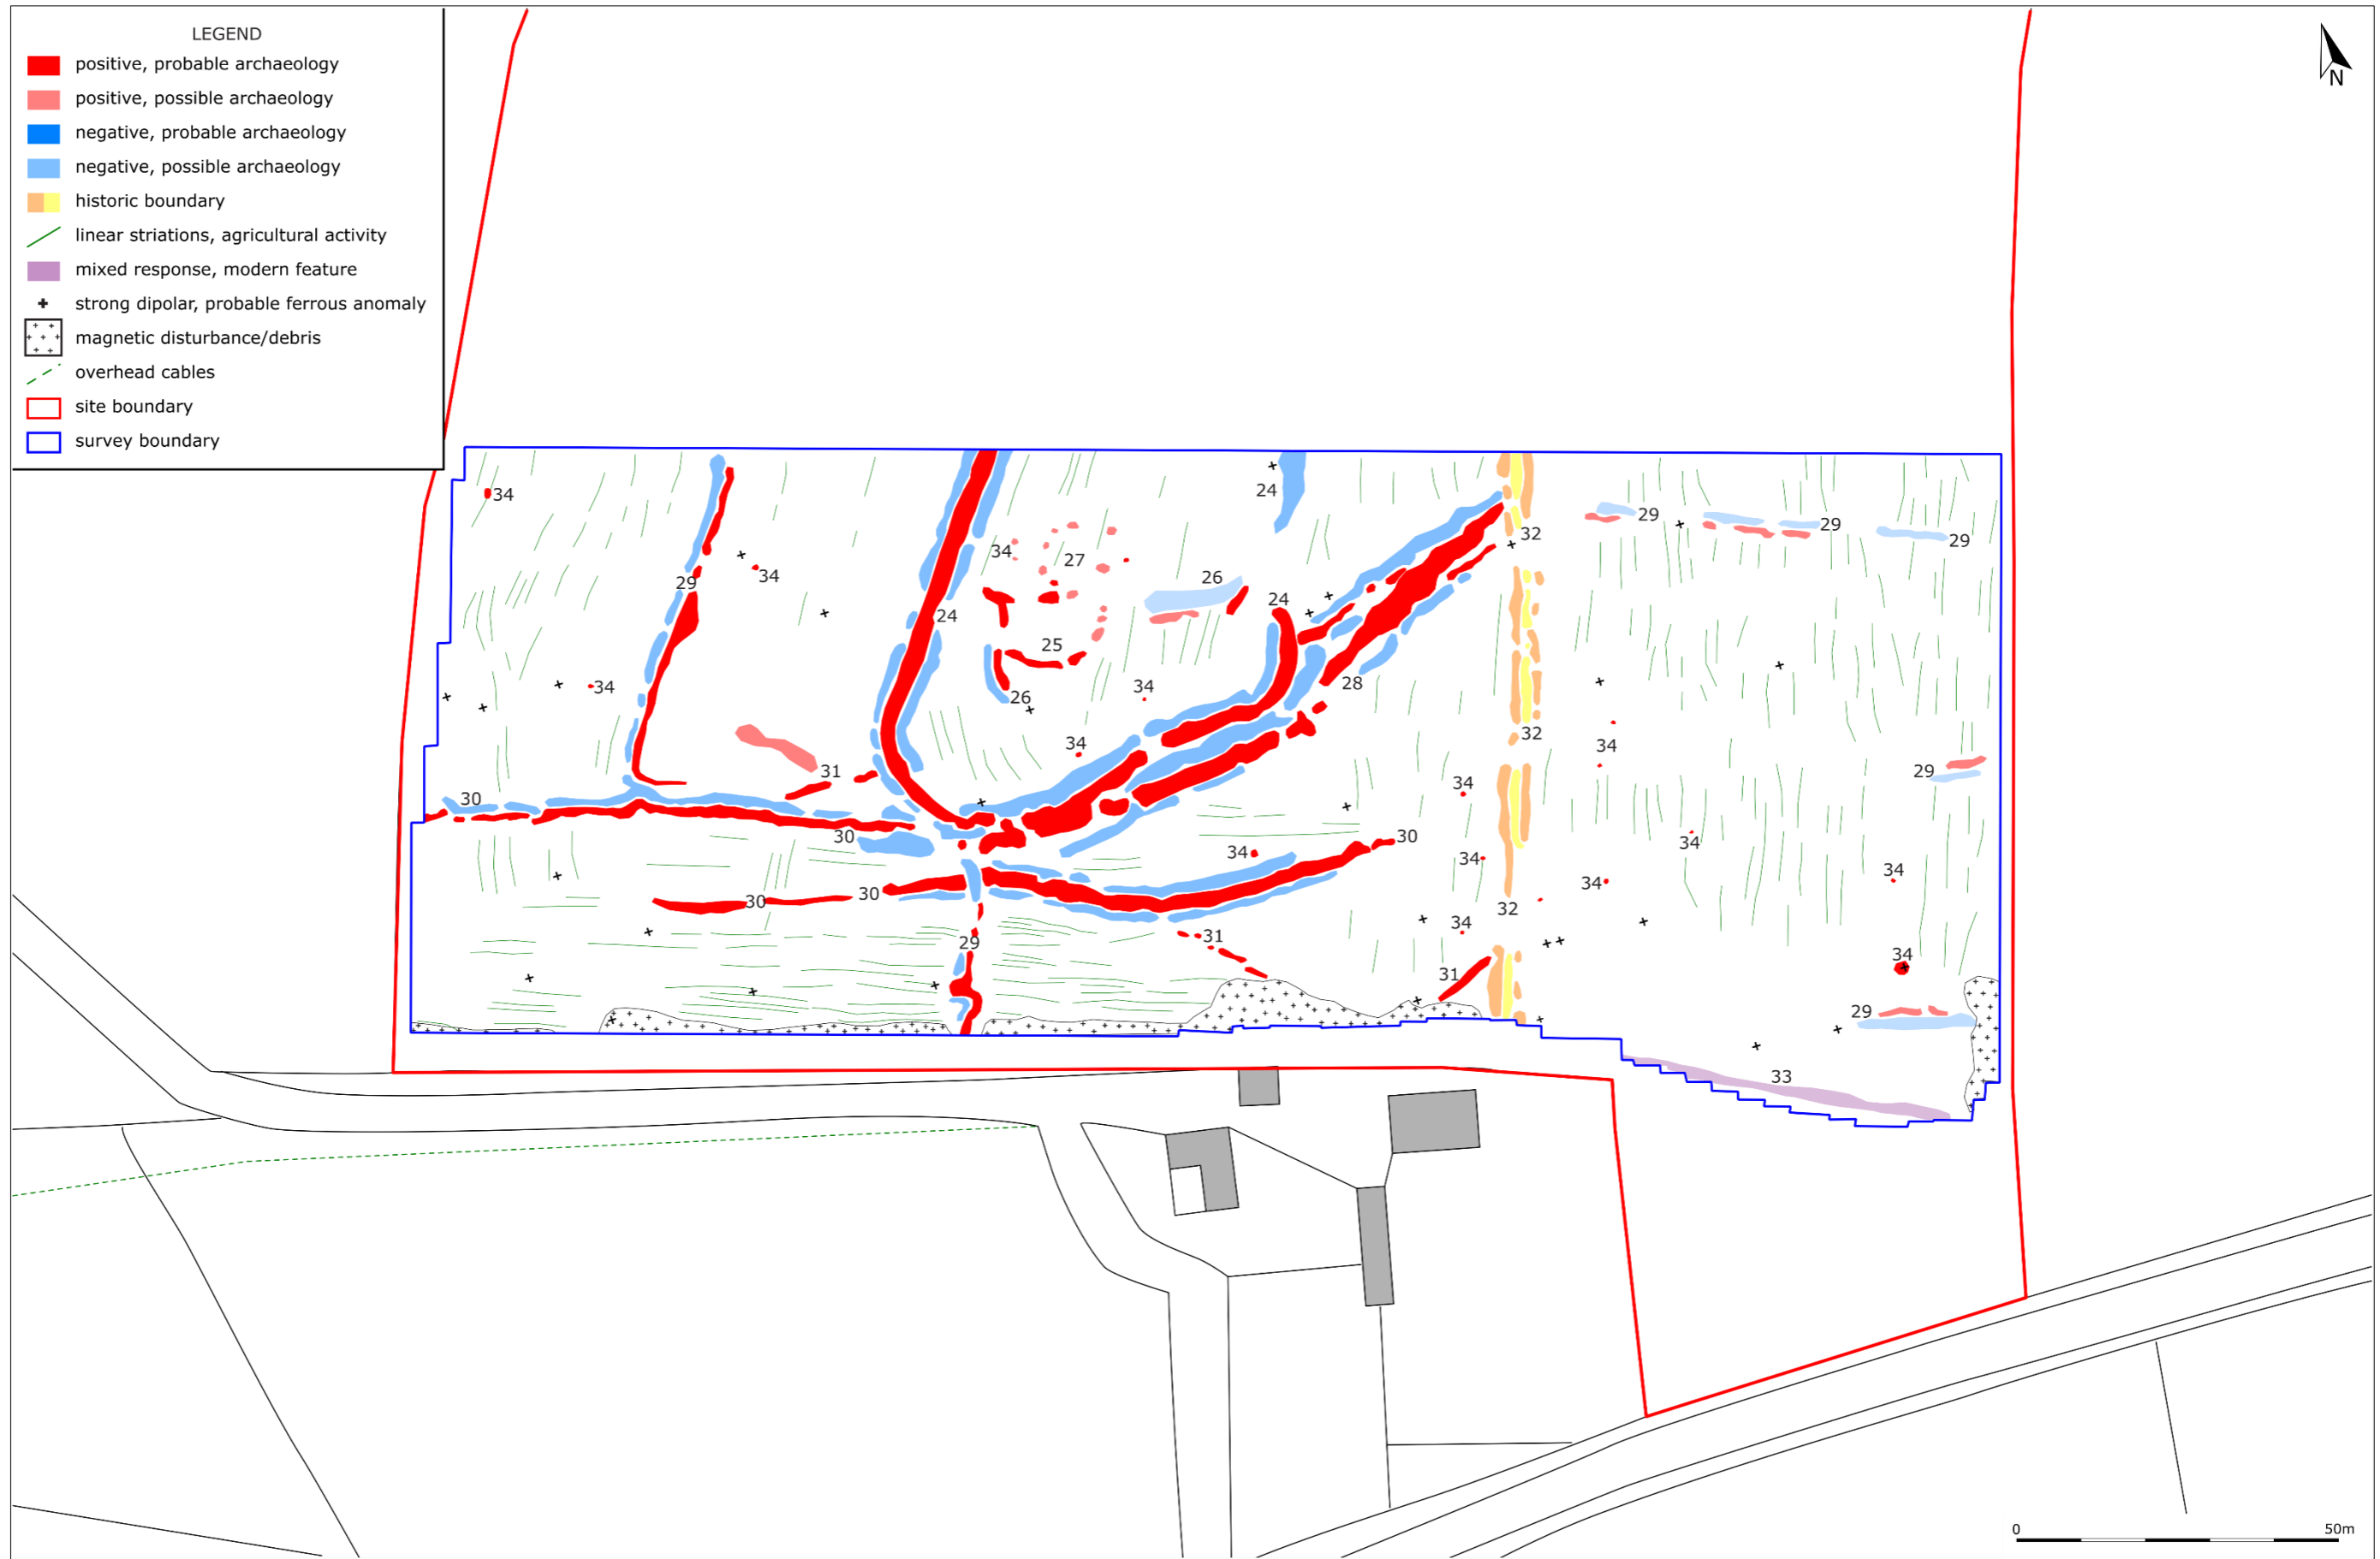 LEGEND
positive, probable archaeology
positive, possible archaeology
negative, probable archaeology
negative, possible archaeology
historic boundary
linear striations, agricultural activity
mixed response, modern feature
strong dipolar, probable ferrous anomaly
magnetic disturbance/debris
overhead cables
site boundary
survey boundary
N
34
24
29
29
32
29
34
27
34
29
26
24
24
25
34
26
34
28
32
34
34
31
29
30
34
30
30
34
34
34
34
30
30
34
32
34
31
29
34
31
29
33
0
50m